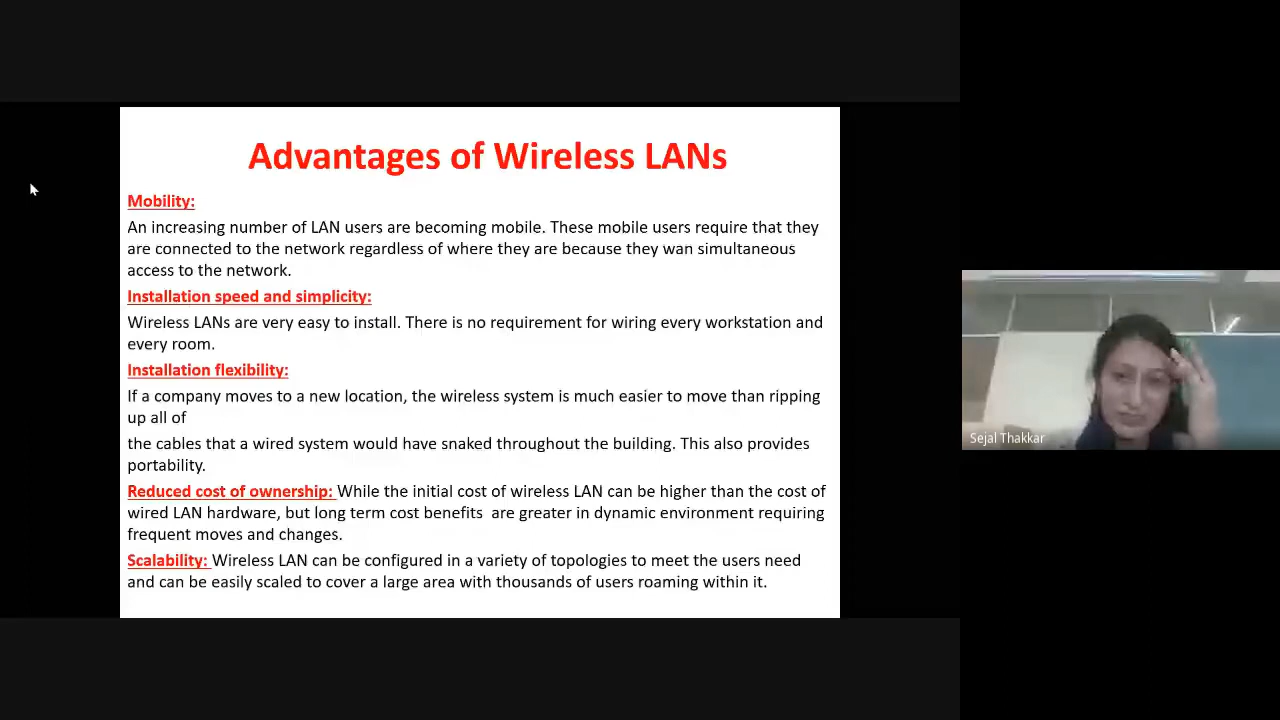 Advantages of Wireless LANs
Mobility:
An increasing number of LAN users are becoming mobile. These mobile users require that they
are connected to the network regardless of where they are because they wan simultaneous
access to the network.
Installation speed and simplicity:
Wireless LANs are very easy to install. There is no requirement for wiring every workstation and
every room.
Installation flexibility:
If a company moves to a new location, the wireless system is much easier to move than ripping
up all of
the cables that a wired system would have snaked throughout the building. This also provides
portability.
Reduced cost of ownership: While the initial cost of wireless LAN can be higher than the cost of
wired LAN hardware, but long term cost benefits  are greater in dynamic environment requiring
frequent moves and changes.
Scalability: Wireless LAN can be configured in a variety of topologies to meet the users need
and can be easily scaled to cover a large area with thousands of users roaming within it.
Sejal Thakkar